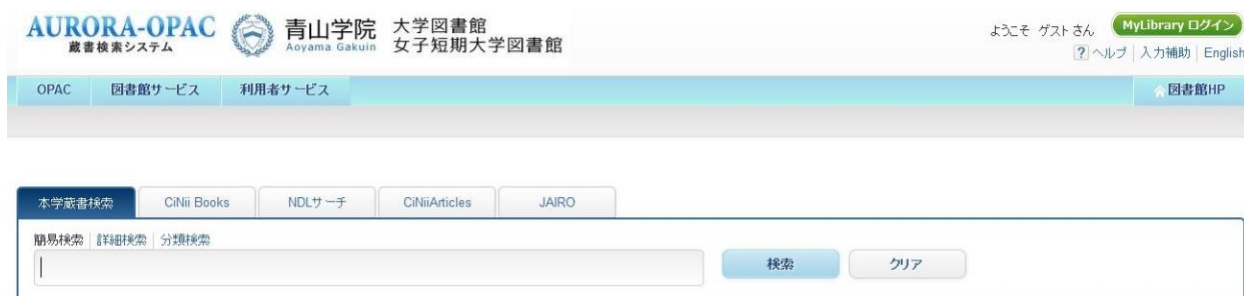 AURORA-OPAC
蔵書検索システム
青山学院
Aoyama Gakuin
大学図書館
女子短期大学図書館
ようこそ ゲスト さん
MyLibrary ログイン
? ヘルプ | 入力補助 | English
OPAC 図書館サービス 利用者サービス 図書館HP
本学蔵書検索 CiNii Books NDLサーチ CiNiiArticles JAIRO
簡易検索 | 詳細検索 | 分類検索
検索 クリア